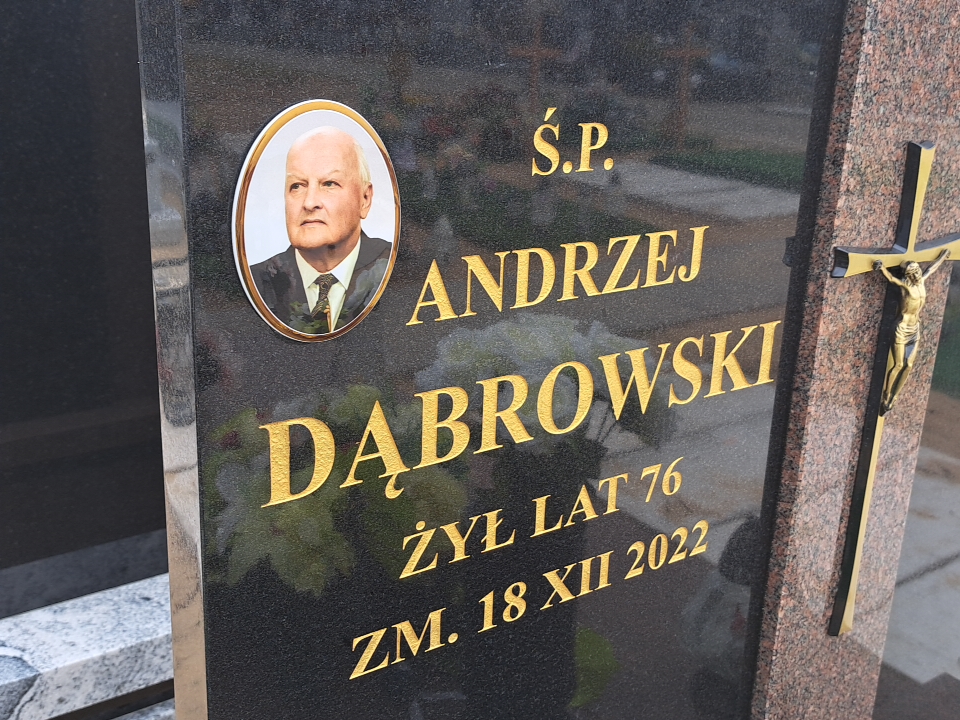 Ś.P.
ANDRZEJ
DĄBROWSKI
ŻYŁ LAT 76
ZM. 18 XII 2022